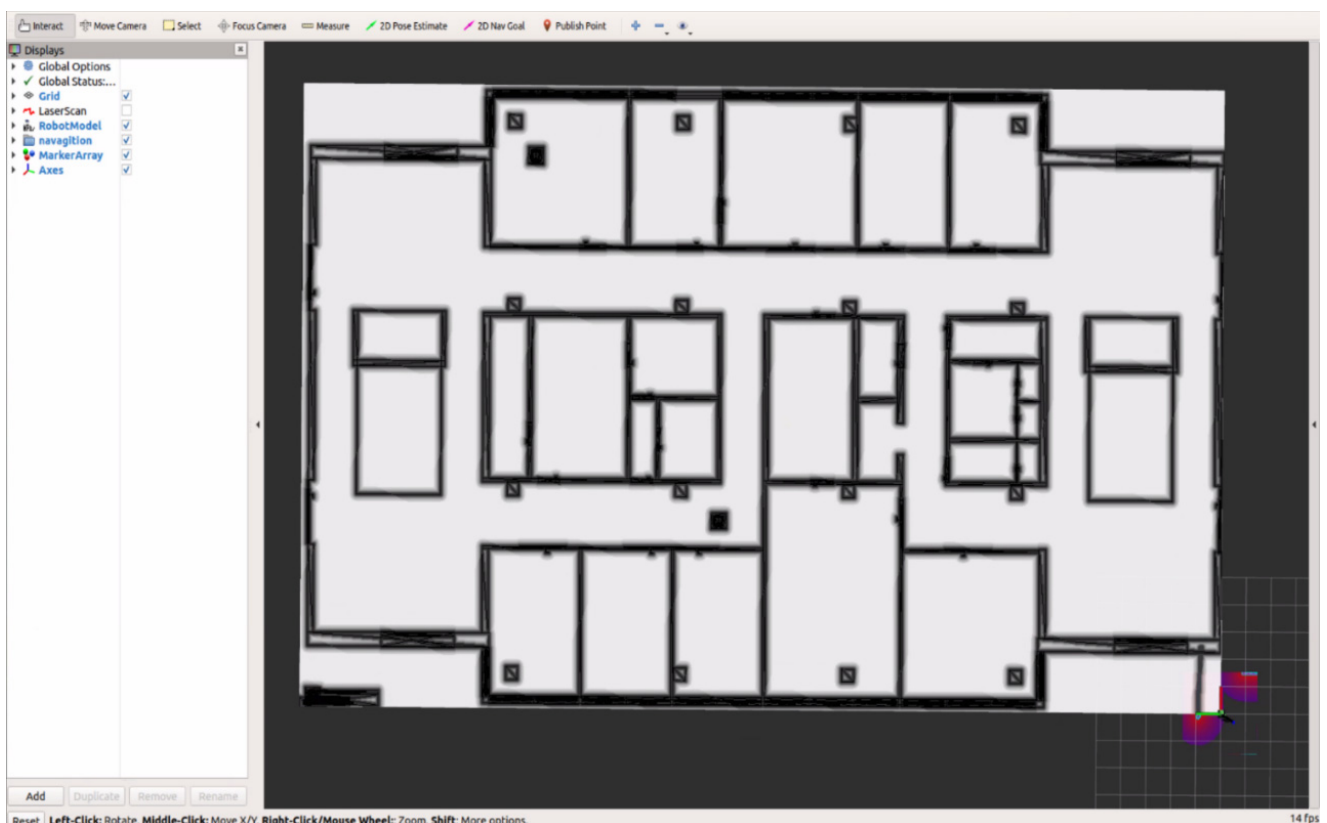 Interact Move Camera Select Focus Camera Measure 2D Pose Estimate 2D Nav Goal Publish Point
Displays
Global Options
Global Status:...
Grid
LaserScan
RobotModel
navagition
MarkerArray
Axes
Add Duplicate Remove Rename
Reset Left-Click: Rotate. Middle-Click: Move X/Y. Right-Click/Mouse Wheel:: Zoom. Shift: More options. 14 fps